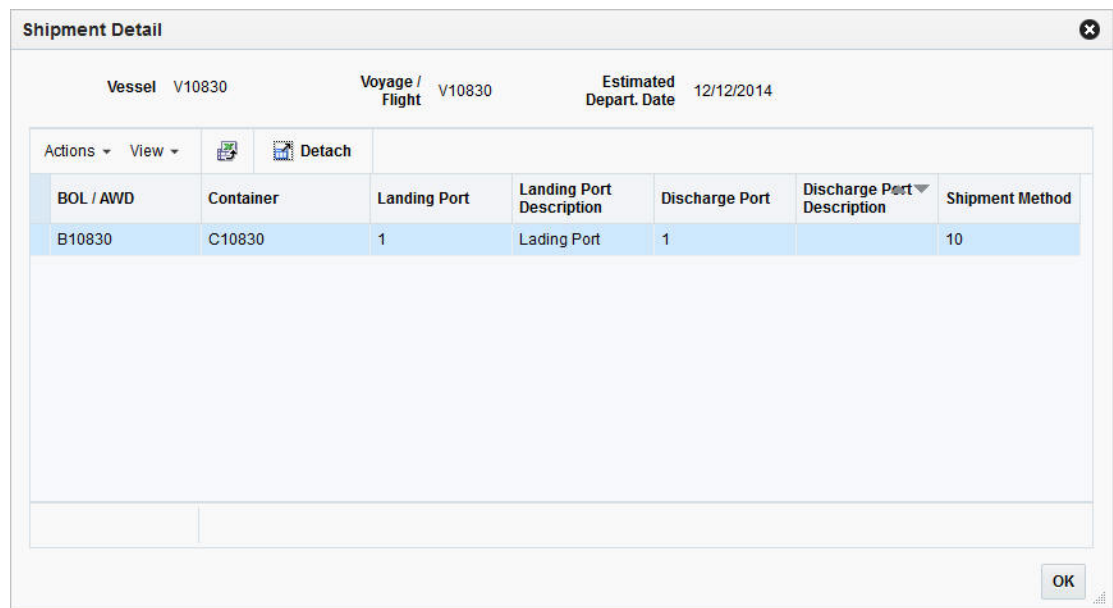 Shipment Detail
Vessel V10830 Voyage / Flight V10830 Estimated Depart. Date 12/12/2014
Actions View Detach
BOL / AWD Container Landing Port Landing Port Description Discharge Port Discharge Port Description Shipment Method
B10830 C10830 1 Lading Port 1 10
OK